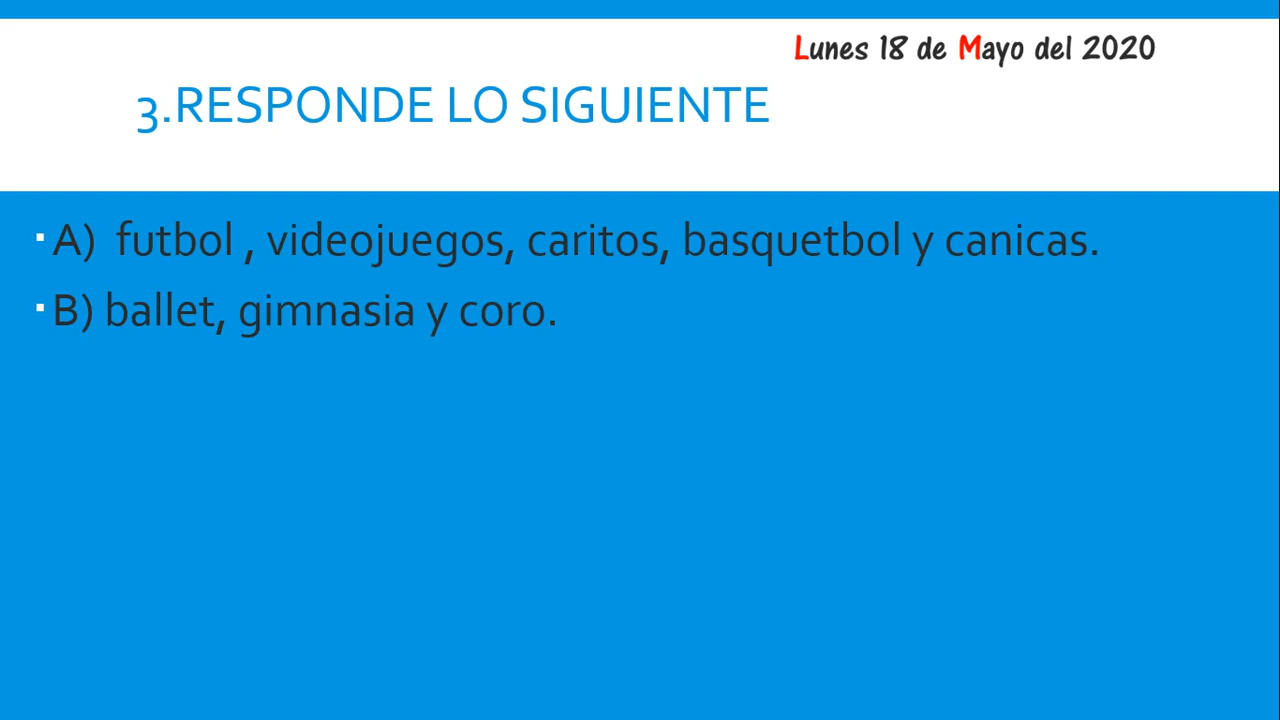 Lunes 18 de Mayo del 2020
3.RESPONDE LO SIGUIENTE
A) futbol , videojuegos, caritos, basquetbol y canicas.
B) ballet, gimnasia y coro.